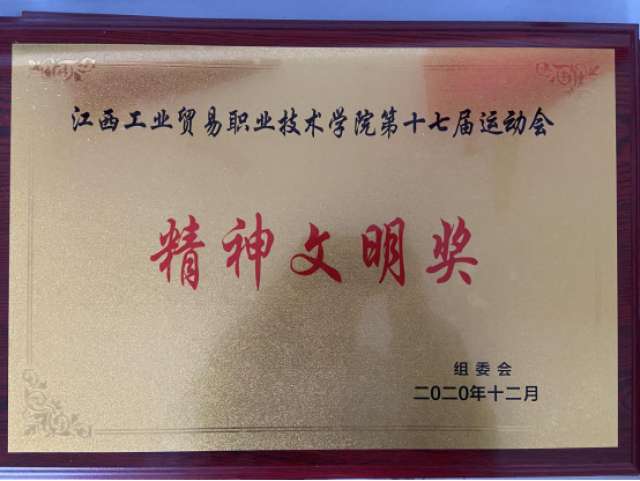 江西工业贸易职业技术学院第十七届运动会
精神文明奖
组委会
二〇二〇年十二月